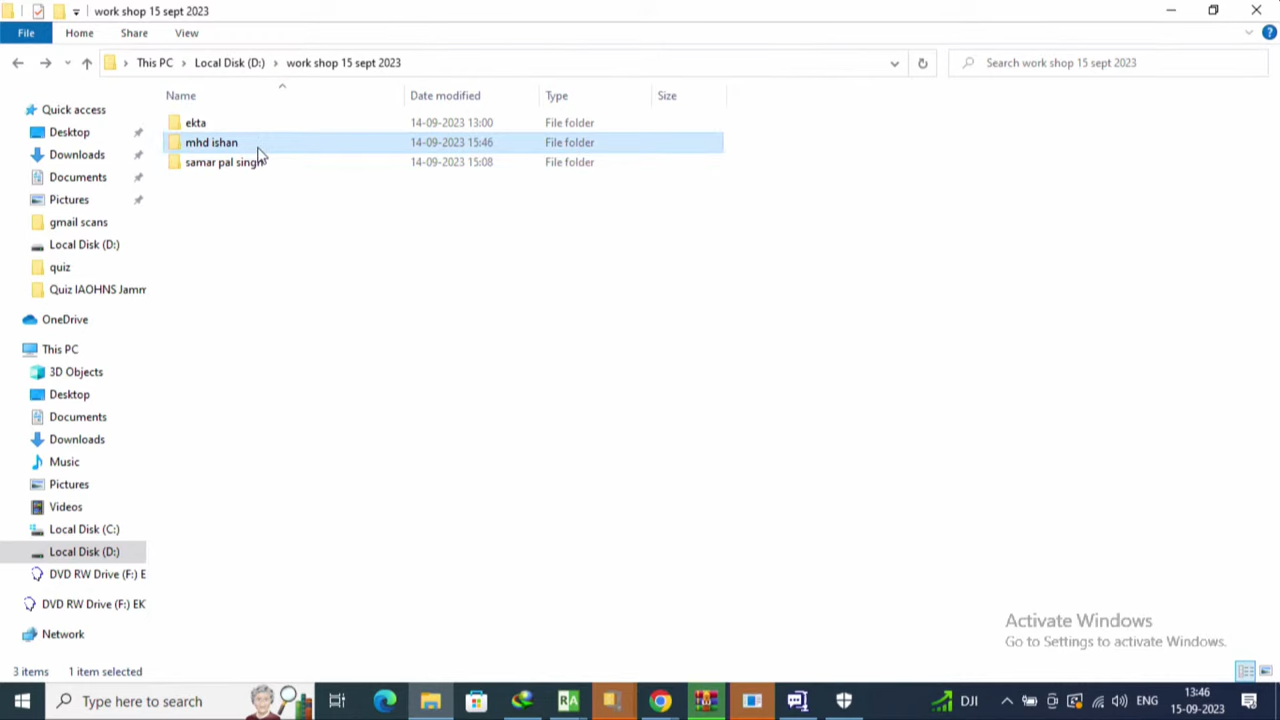 work shop 15 sept 2023
File Home Share View
This PC Local Disk (D:) work shop 15 sept 2023
Search work shop 15 sept 2023
Name Date modified Type Size
ekta 14-09-2023 13:00 File folder
mhd ishan 14-09-2023 15:46 File folder
samar pal singh 14-09-2023 15:08 File folder
Quick access
Desktop
Downloads
Documents
Pictures
gmail scans
Local Disk (D:)
quiz
Quiz IAOHNS Jamm
OneDrive
This PC
3D Objects
Desktop
Documents
Downloads
Music
Pictures
Videos
Local Disk (C:)
Local Disk (D:)
DVD RW Drive (F:) E
DVD RW Drive (F:) EK
Network
Activate Windows
Go to Settings to activate Windows.
3 items 1 item selected
Type here to search
RA
DJI
ENG
13:46
15-09-2023